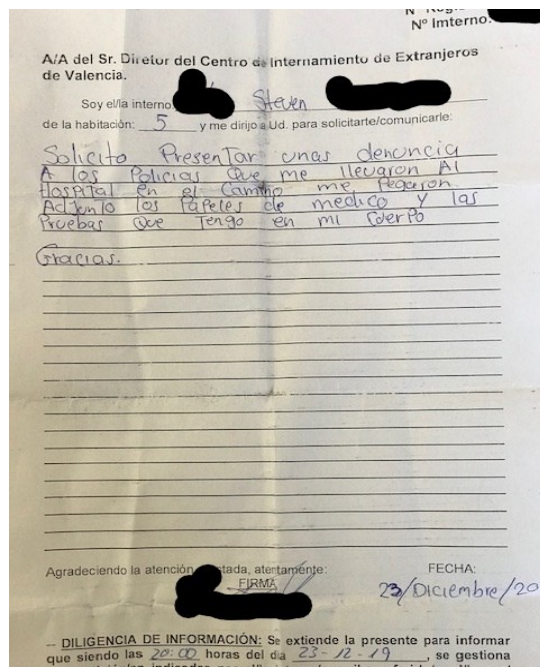 Nº Regis
Nº Imterno:
A/A del Sr. Diretor del Centro de Internamiento de Extranjeros
de Valencia.
Soy el/la interno Steven
de la habitación: 5 y me dirijo a Ud. para solicitarte/comunicarle:
Solicito Presentar unas denuncia
A los Policias Que me llevaron Al
Hospital en el Camino me Pegaron
Adjunto los Papeles de medico y las
Pruebas Que Tengo en mi Cuerpo
Gracias.
Agradeciendo la atención stada, atentamente: FECHA:
FIRMA
23/Diciembre/20
-- DILIGENCIA DE INFORMACIÓN: Se extiende la presente para informar
que siendo las 20:00 horas del día 23-12-19, se gestiona